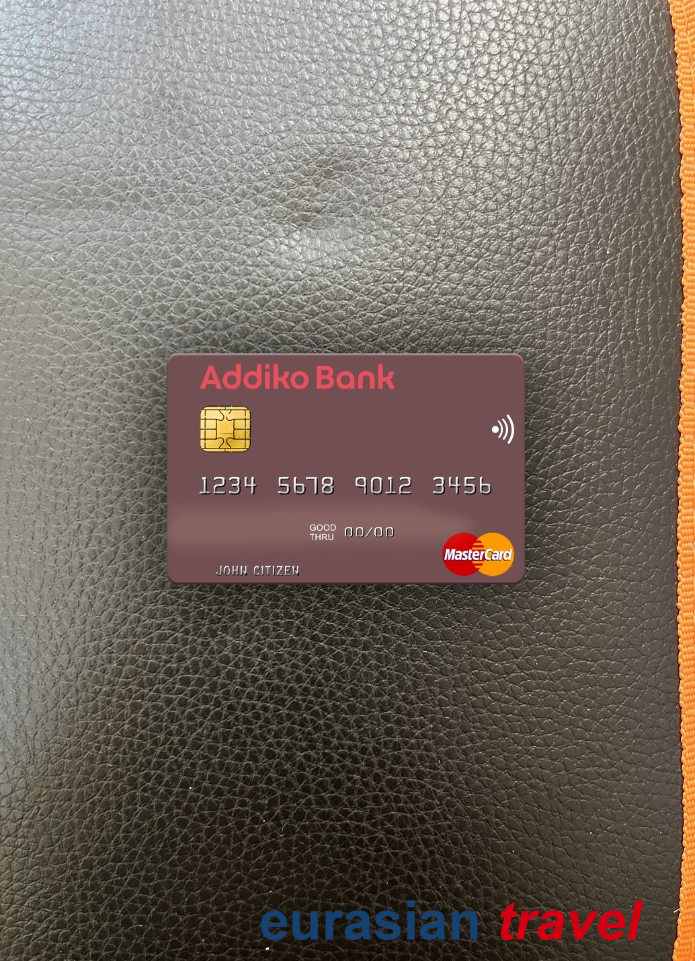 Addiko Bank
1234 5678 9012 3456
GOOD THRU 00/00
MasterCard
JOHN CITIZEN
eurasian travel